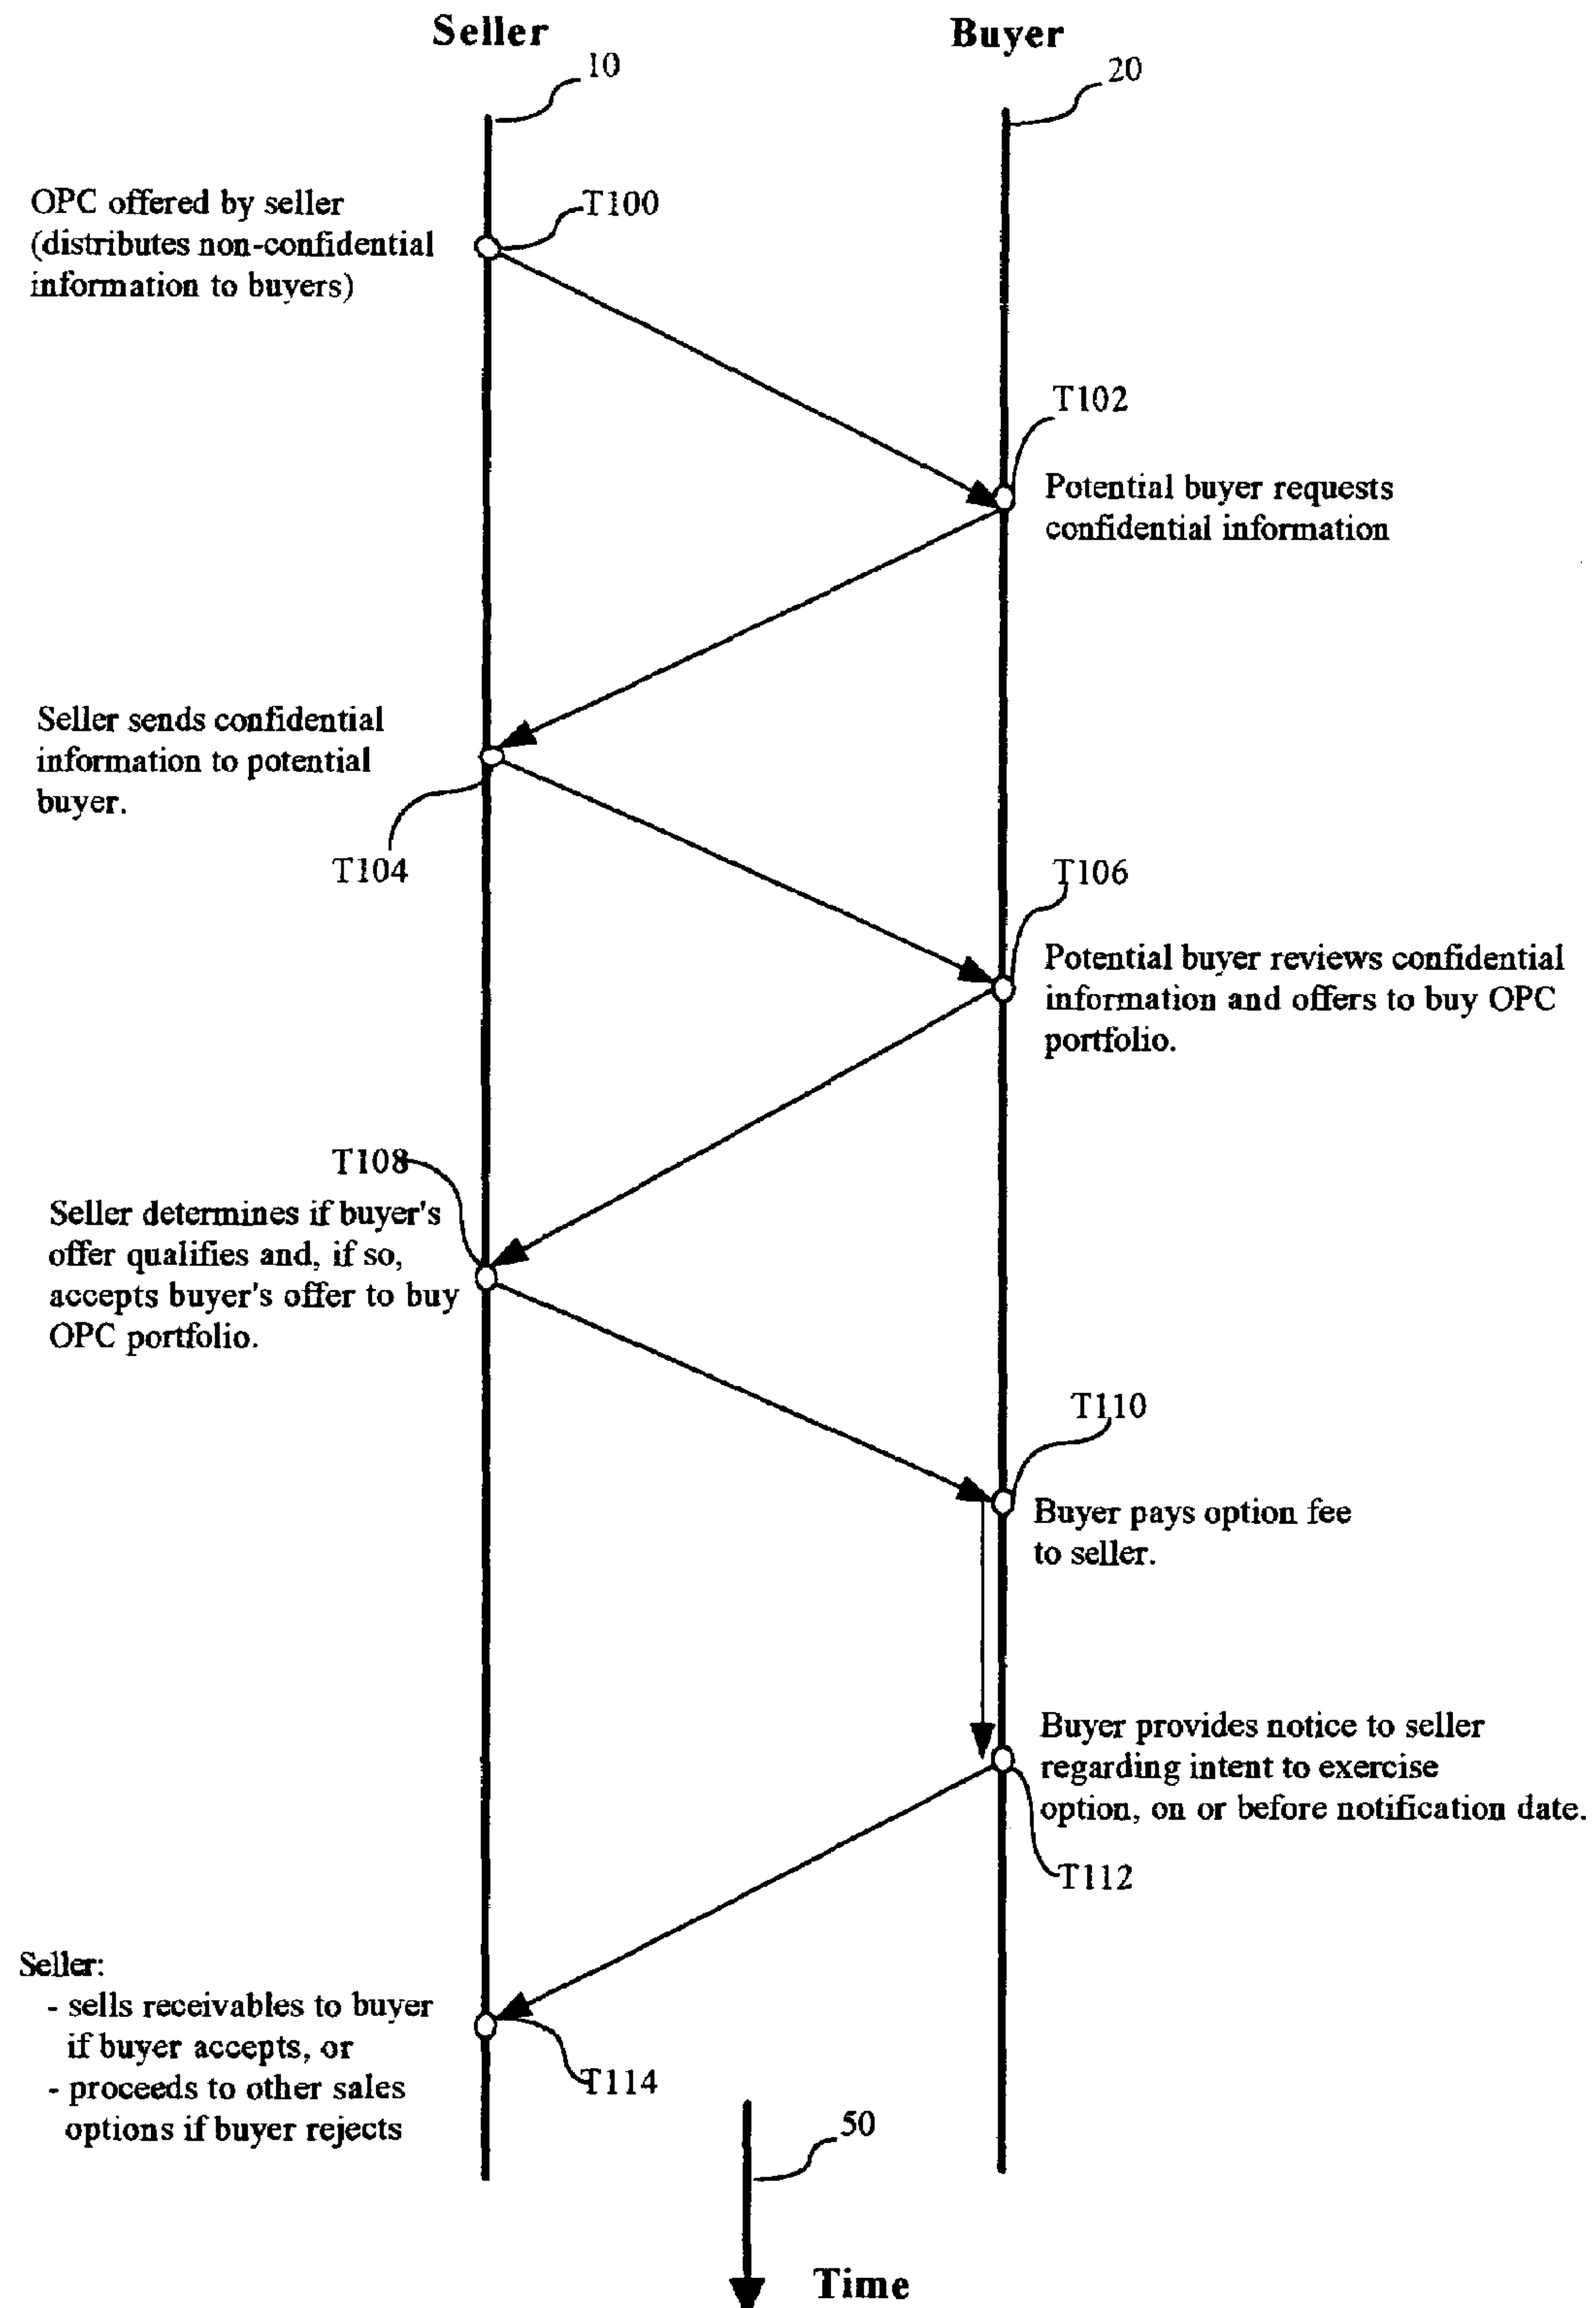 Seller
Buyer
10
20
OPC offered by seller
(distributes non-confidential
information to buyers)
T100
T102
Potential buyer requests
confidential information
Seller sends confidential
information to potential
buyer.
T104
T106
Potential buyer reviews confidential
information and offers to buy OPC
portfolio.
T108
Seller determines if buyer's
offer qualifies and, if so,
accepts buyer's offer to buy
OPC portfolio.
T110
Buyer pays option fee
to seller.
Buyer provides notice to seller
regarding intent to exercise
option, on or before notification date.
T112
Seller:
- sells receivables to buyer
if buyer accepts, or
- proceeds to other sales
options if buyer rejects
T114
50
Time